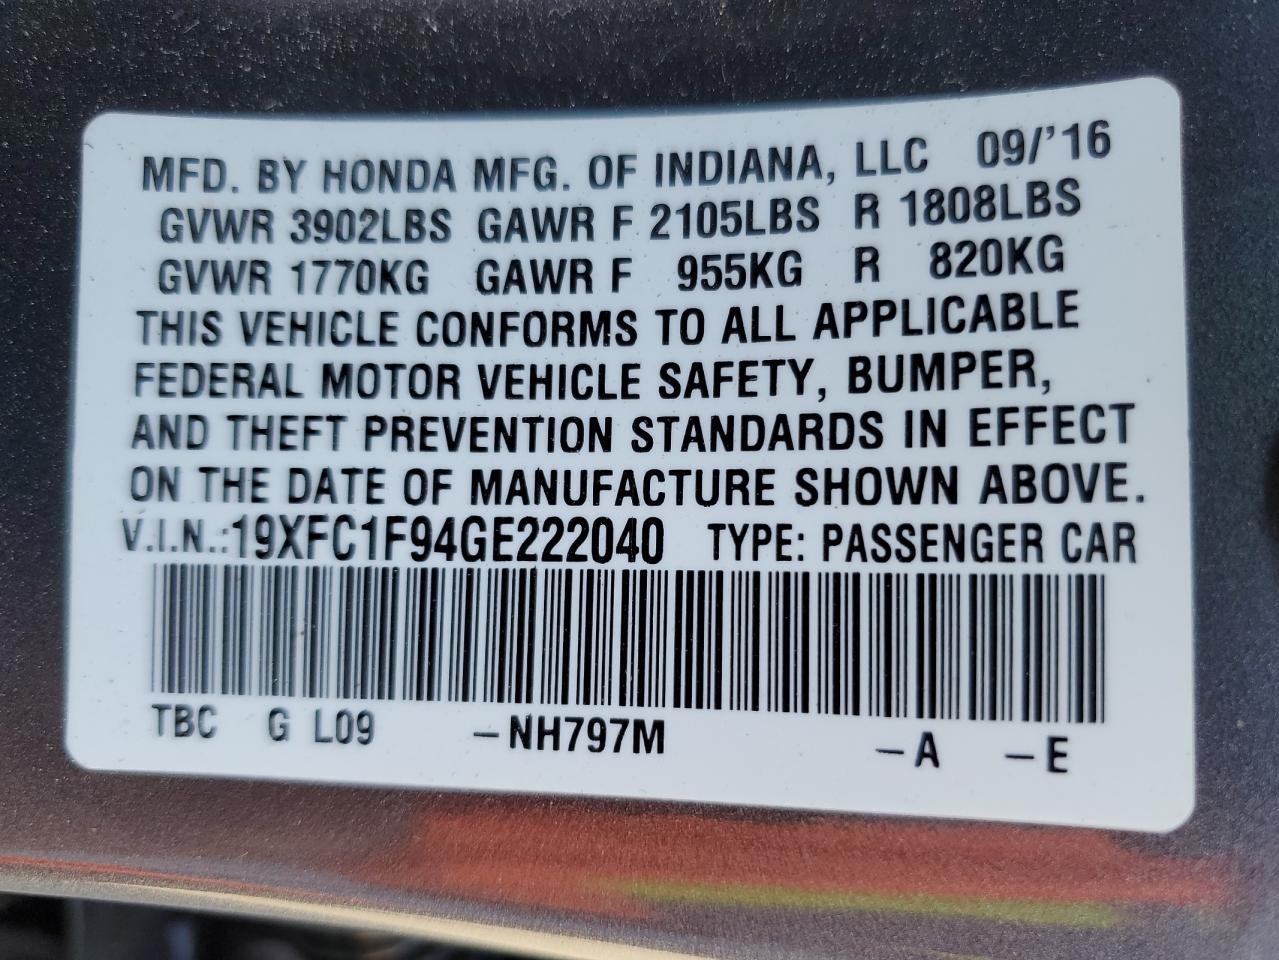 MFD. BY HONDA MFG. OF INDIANA, LLC 09/'16
GVWR 3902LBS GAWR F 2105LBS R 1808LBS
GVWR 1770KG GAWR F 955KG R 820KG
THIS VEHICLE CONFORMS TO ALL APPLICABLE
FEDERAL MOTOR VEHICLE SAFETY, BUMPER,
AND THEFT PREVENTION STANDARDS IN EFFECT
ON THE DATE OF MANUFACTURE SHOWN ABOVE.
V.I.N.:19XFC1F94GE222040 TYPE: PASSENGER CAR
TBC G L09 –NH797M –A –E